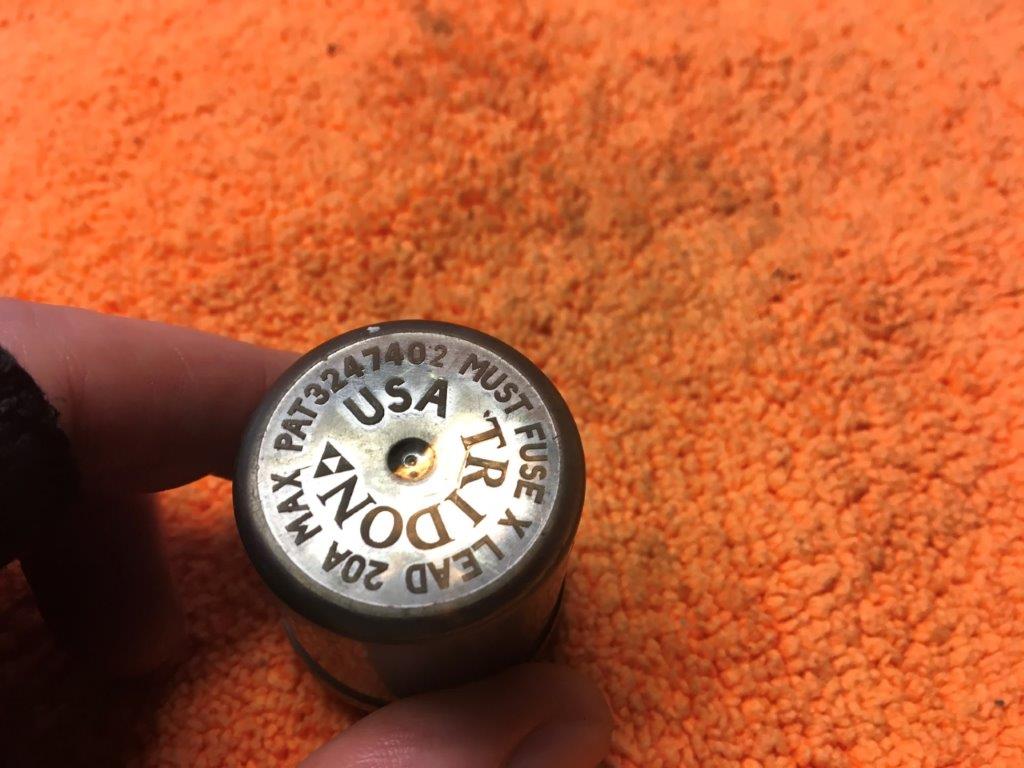 PAT3247402 MUST FUSE X LEAD 20A MAX
USA
TRIDON